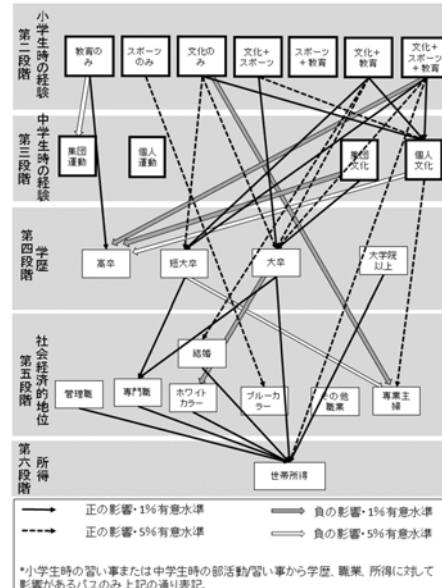 第二段階
小学生時の経験
教育の
み
スポーツ
のみ
文化の
み
文化+
スポーツ
スポーツ
+教育
文化+
教育
文化+
スポーツ
+教育
第三段階
中学生時の経験
集団
運動
個人
運動
集団
文化
個人
文化
第四段階
学歴
高卒
短大卒
大卒
大学院
以上
第五段階
社会経済的地位
結婚
管理職
専門職
ホワイト
カラー
ブルーカ
ラー
その他
職業
専業主
婦
第六段階
所得
世帯所得
正の影響・1%有意水準
負の影響・1%有意水準
正の影響・5%有意水準
負の影響・5%有意水準
*小学生時の習い事または中学生時の部活動/習い事から学歴、職業、所得に対して
影響があるパスのみ上記の通り表記。